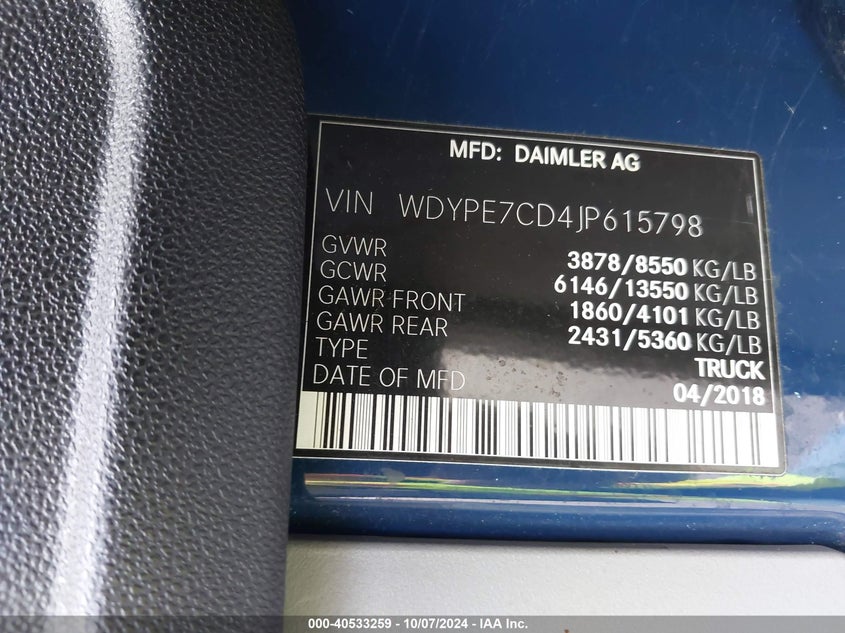 MFD: DAIMLER AG
VIN WDYPE7CD4JP615798
GVWR 3878/8550 KG/LB
GCWR 6146/13550 KG/LB
GAWR FRONT 1860/4101 KG/LB
GAWR REAR 2431/5360 KG/LB
TYPE TRUCK
DATE OF MFD 04/2018
000-40533259 - 10/07/2024 - IAA Inc.